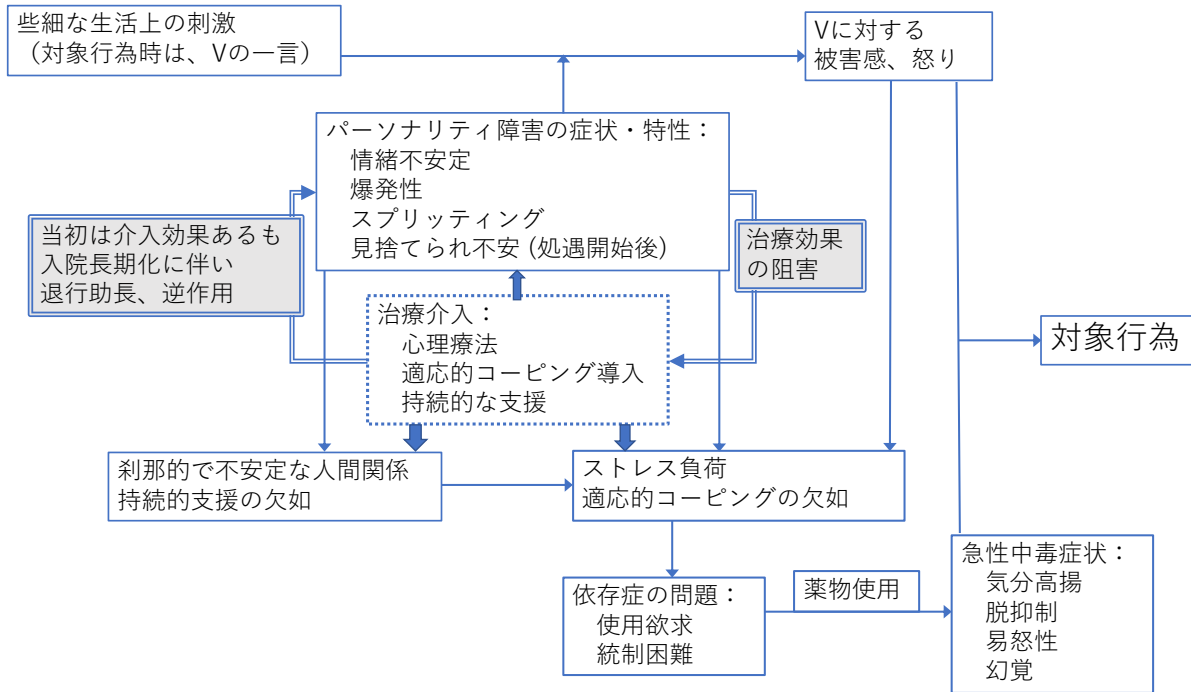 些細な生活上の刺激
（対象行為時は、Vの一言）
Vに対する
被害感、怒り
パーソナリティ障害の症状・特性：
情緒不安定
爆発性
スプリッティング
見捨てられ不安 (処遇開始後）
当初は介入効果あるも
入院長期化に伴い
退行助長、逆作用
治療効果
の阻害
治療介入：
心理療法
適応的コーピング導入
持続的な支援
対象行為
刹那的で不安定な人間関係
持続的支援の欠如
ストレス負荷
適応的コーピングの欠如
依存症の問題：
使用欲求
統制困難
薬物使用
急性中毒症状：
気分高揚
脱抑制
易怒性
幻覚